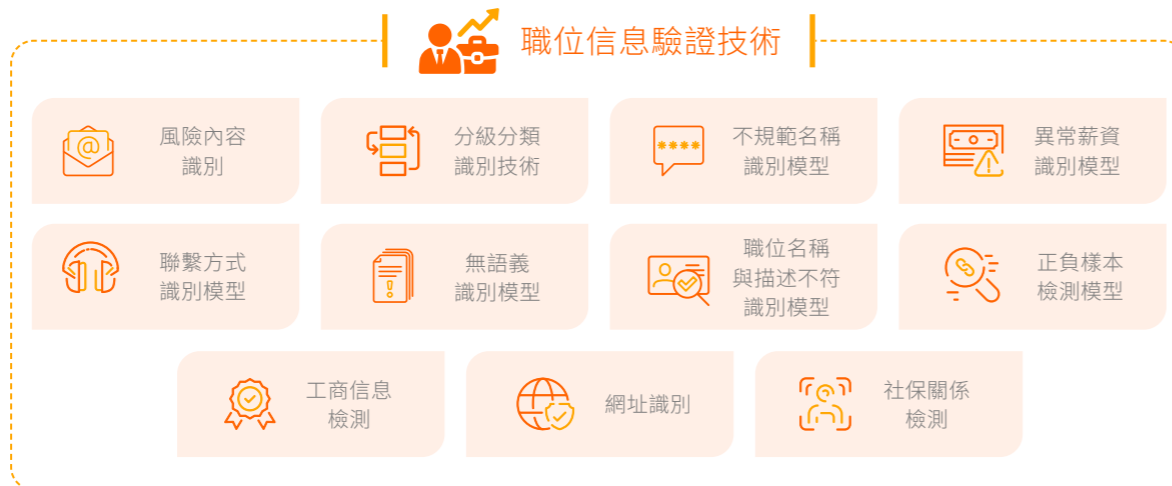 職位信息驗證技術
風險內容
識別
分級分類
識別技術
不規範名稱
識別模型
異常薪資
識別模型
聯繫方式
識別模型
無語義
識別模型
職位名稱
與描述不符
識別模型
正負樣本
檢測模型
工商信息
檢測
網址識別
社保關係
檢測